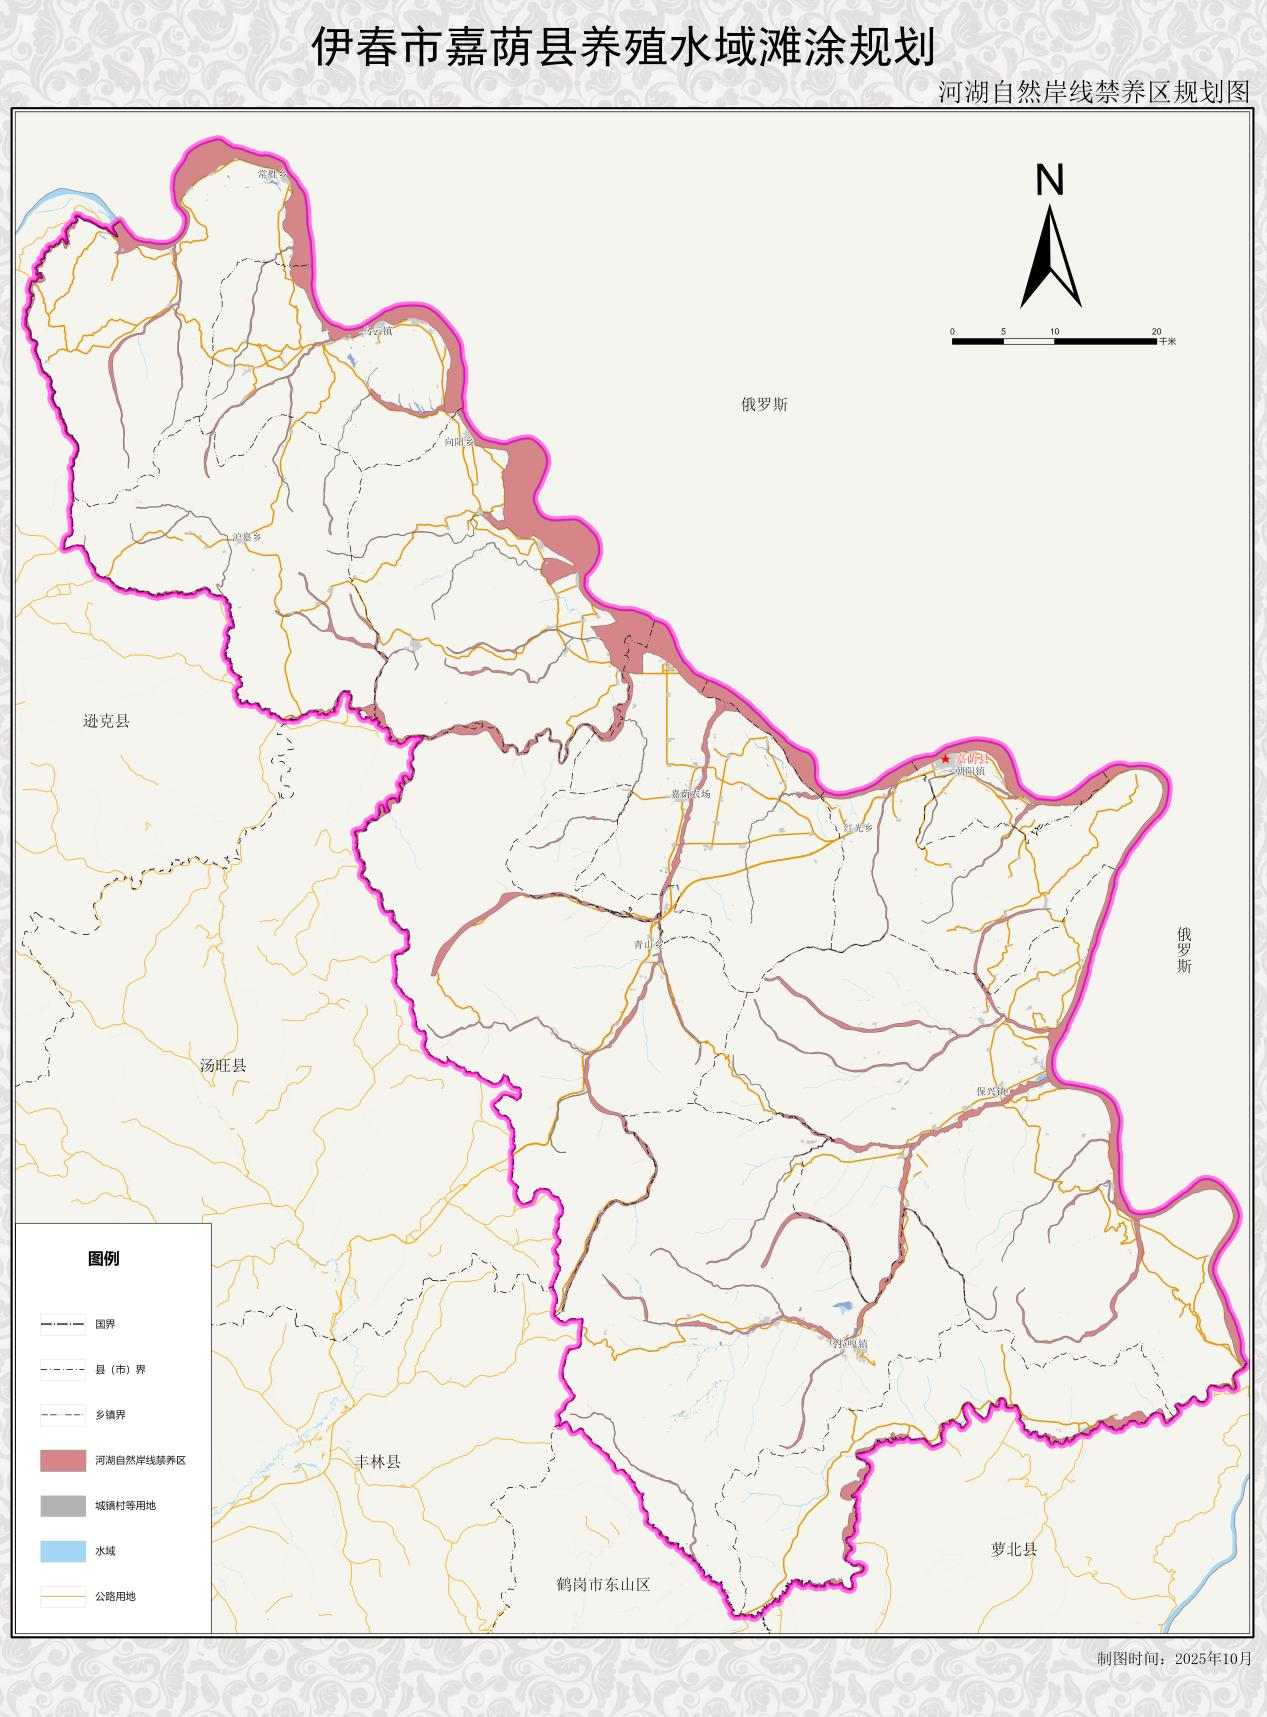 伊春市嘉荫县养殖水域滩涂规划
河湖自然岸线禁养区规划图
N
0 5 10 20
千米
常胜乡
乌云镇
俄罗斯
向阳乡
沪嘉乡
逊克县
嘉荫县
朝阳镇
嘉荫农场
红光乡
青山乡
俄罗斯
汤旺县
保兴镇
乌拉嘎镇
丰林县
萝北县
鹤岗市东山区
图例
国界
县（市）界
乡镇界
河湖自然岸线禁养区
城镇村等用地
水域
公路用地
制图时间：2025年10月